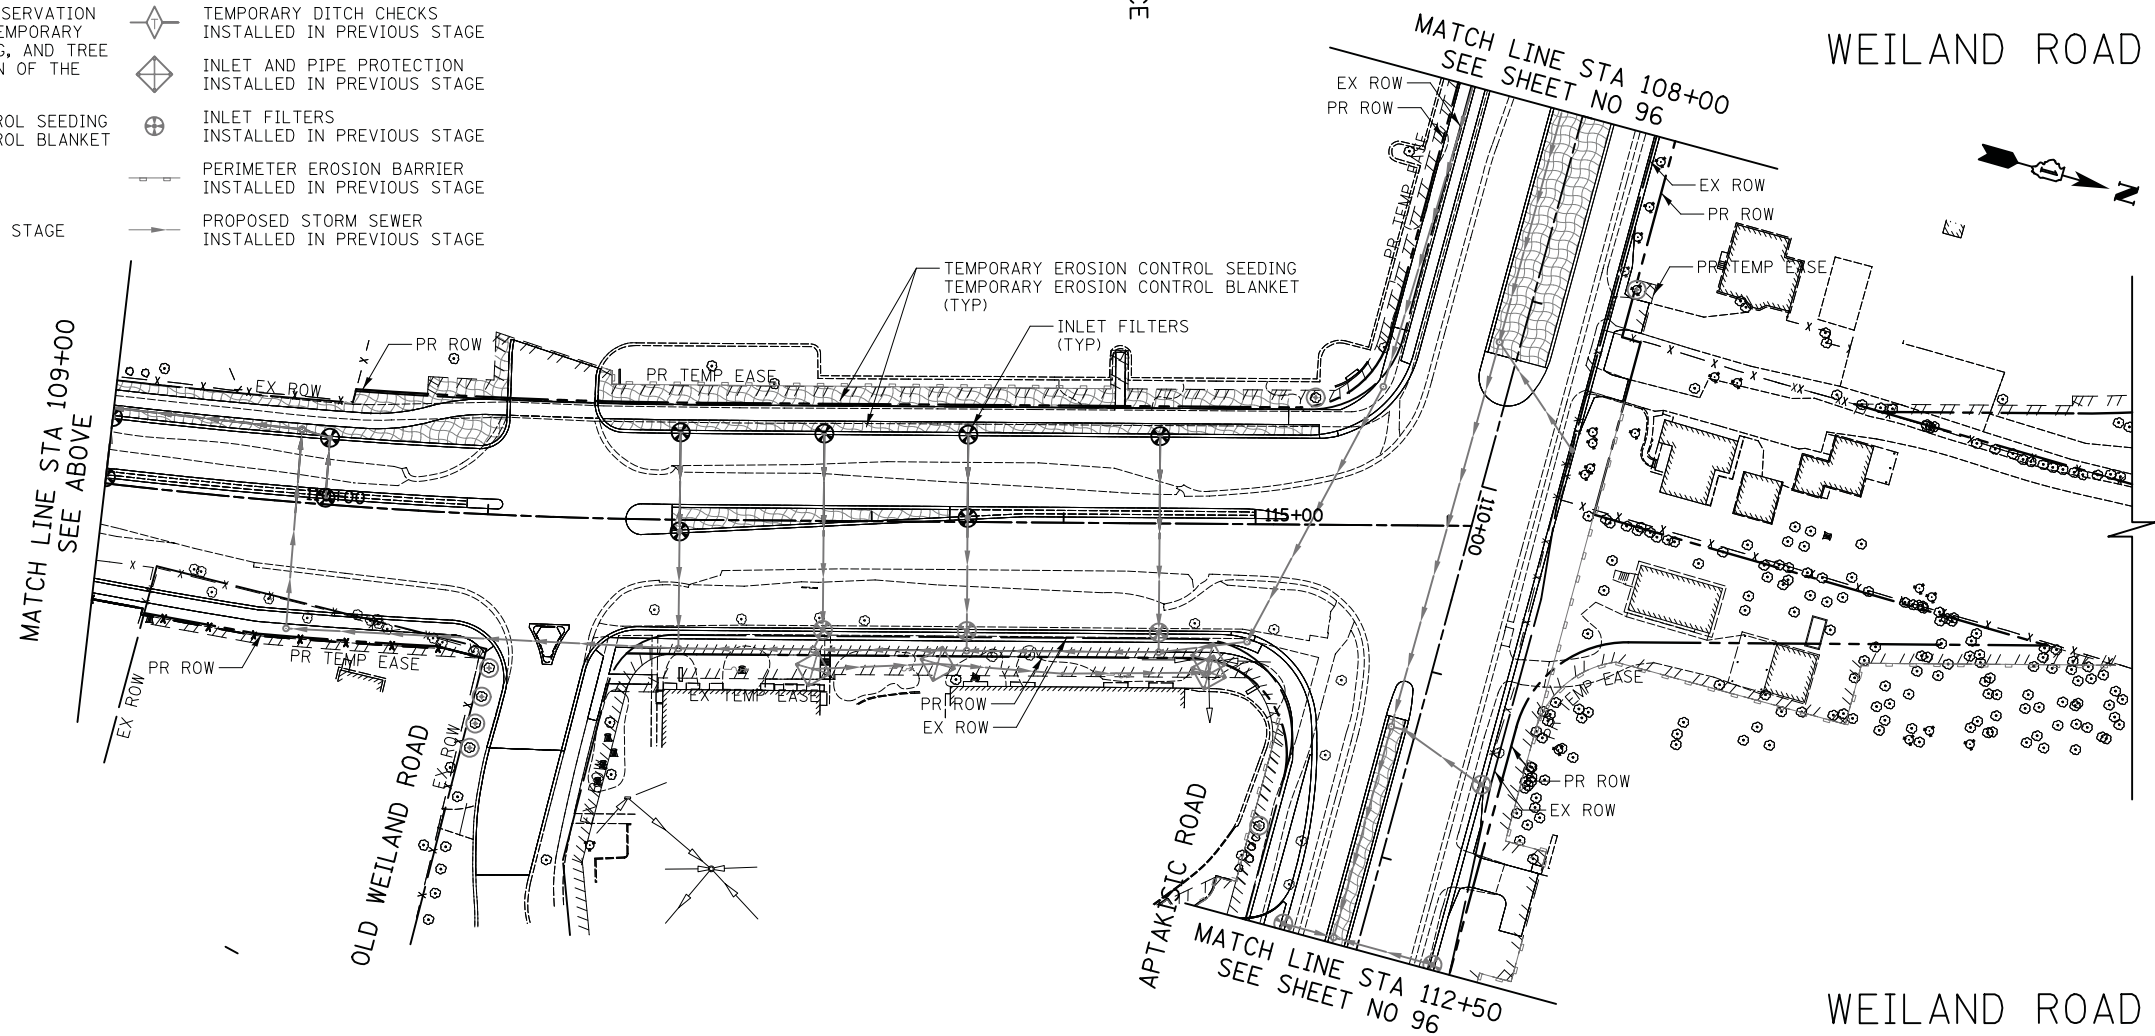 SERVATION
EMPORARY
G, AND TREE
N OF THE
ROL SEEDING
ROL BLANKET
STAGE
T
TEMPORARY DITCH CHECKS
INSTALLED IN PREVIOUS STAGE
INLET AND PIPE PROTECTION
INSTALLED IN PREVIOUS STAGE
INLET FILTERS
INSTALLED IN PREVIOUS STAGE
PERIMETER EROSION BARRIER
INSTALLED IN PREVIOUS STAGE
PROPOSED STORM SEWER
INSTALLED IN PREVIOUS STAGE
CE
MATCH LINE STA 108+00
SEE SHEET NO 96
WEILAND ROAD
EX ROW
PR ROW
PR TEMP EASE
EX ROW
PR ROW
PR TEMP EASE
N
TEMPORARY EROSION CONTROL SEEDING
TEMPORARY EROSION CONTROL BLANKET
(TYP)
INLET FILTERS
(TYP)
MATCH LINE STA 109+00
SEE ABOVE
PR ROW
EX ROW
PR TEMP EASE
115+00
110+00
PR ROW
PR TEMP EASE
EX ROW
EX ROW
EX ROW
EX TEMP EASE
PR ROW
EX ROW
TEMP EASE
PR ROW
EX ROW
OLD WEILAND ROAD
APTAKISIC ROAD
MATCH LINE STA 112+50
SEE SHEET NO 96
WEILAND ROAD